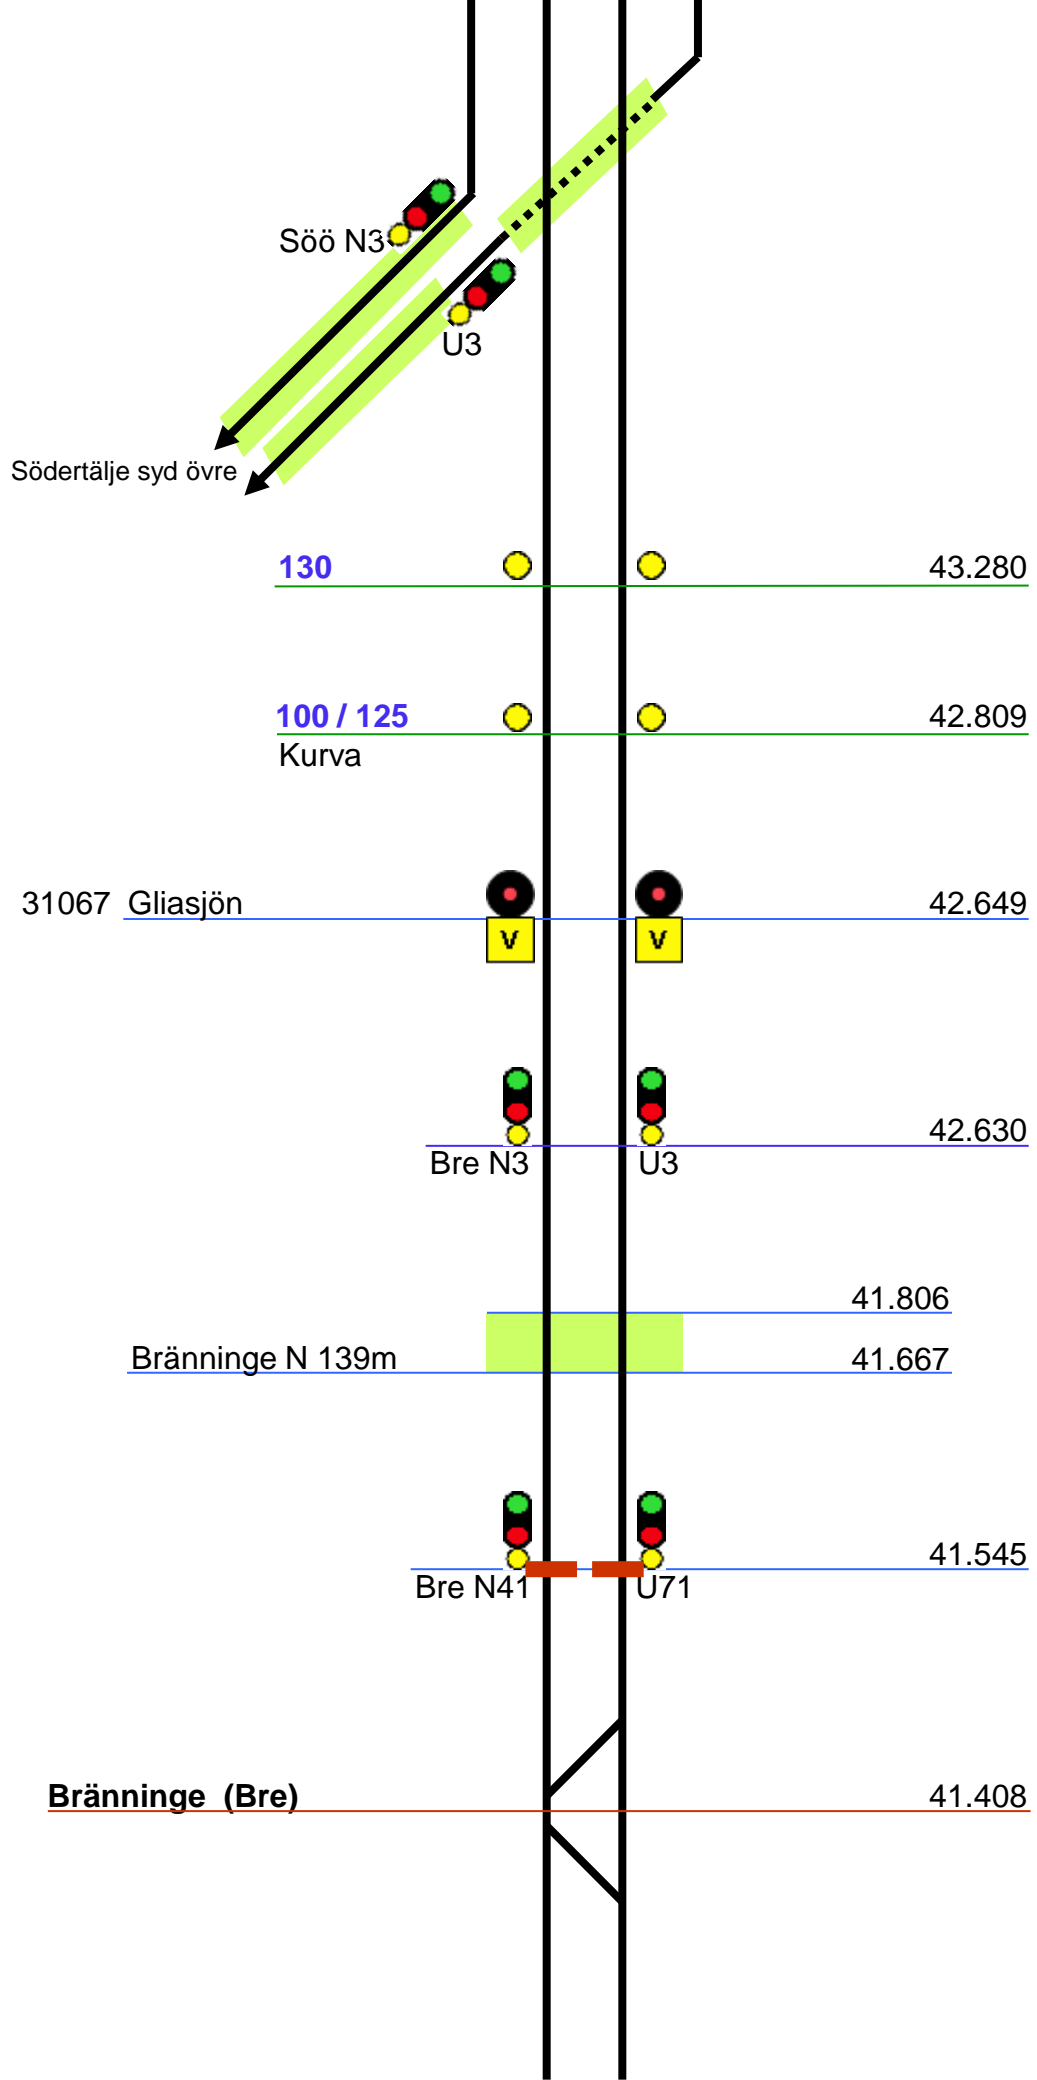 Söö N3
U3
Södertälje syd övre
130 43.280
100 / 125 42.809
Kurva
31067 Gliasjön 42.649
V V
42.630
Bre N3 U3
41.806
Bränninge N 139m 41.667
41.545
Bre N41 U71
Bränninge (Bre) 41.408